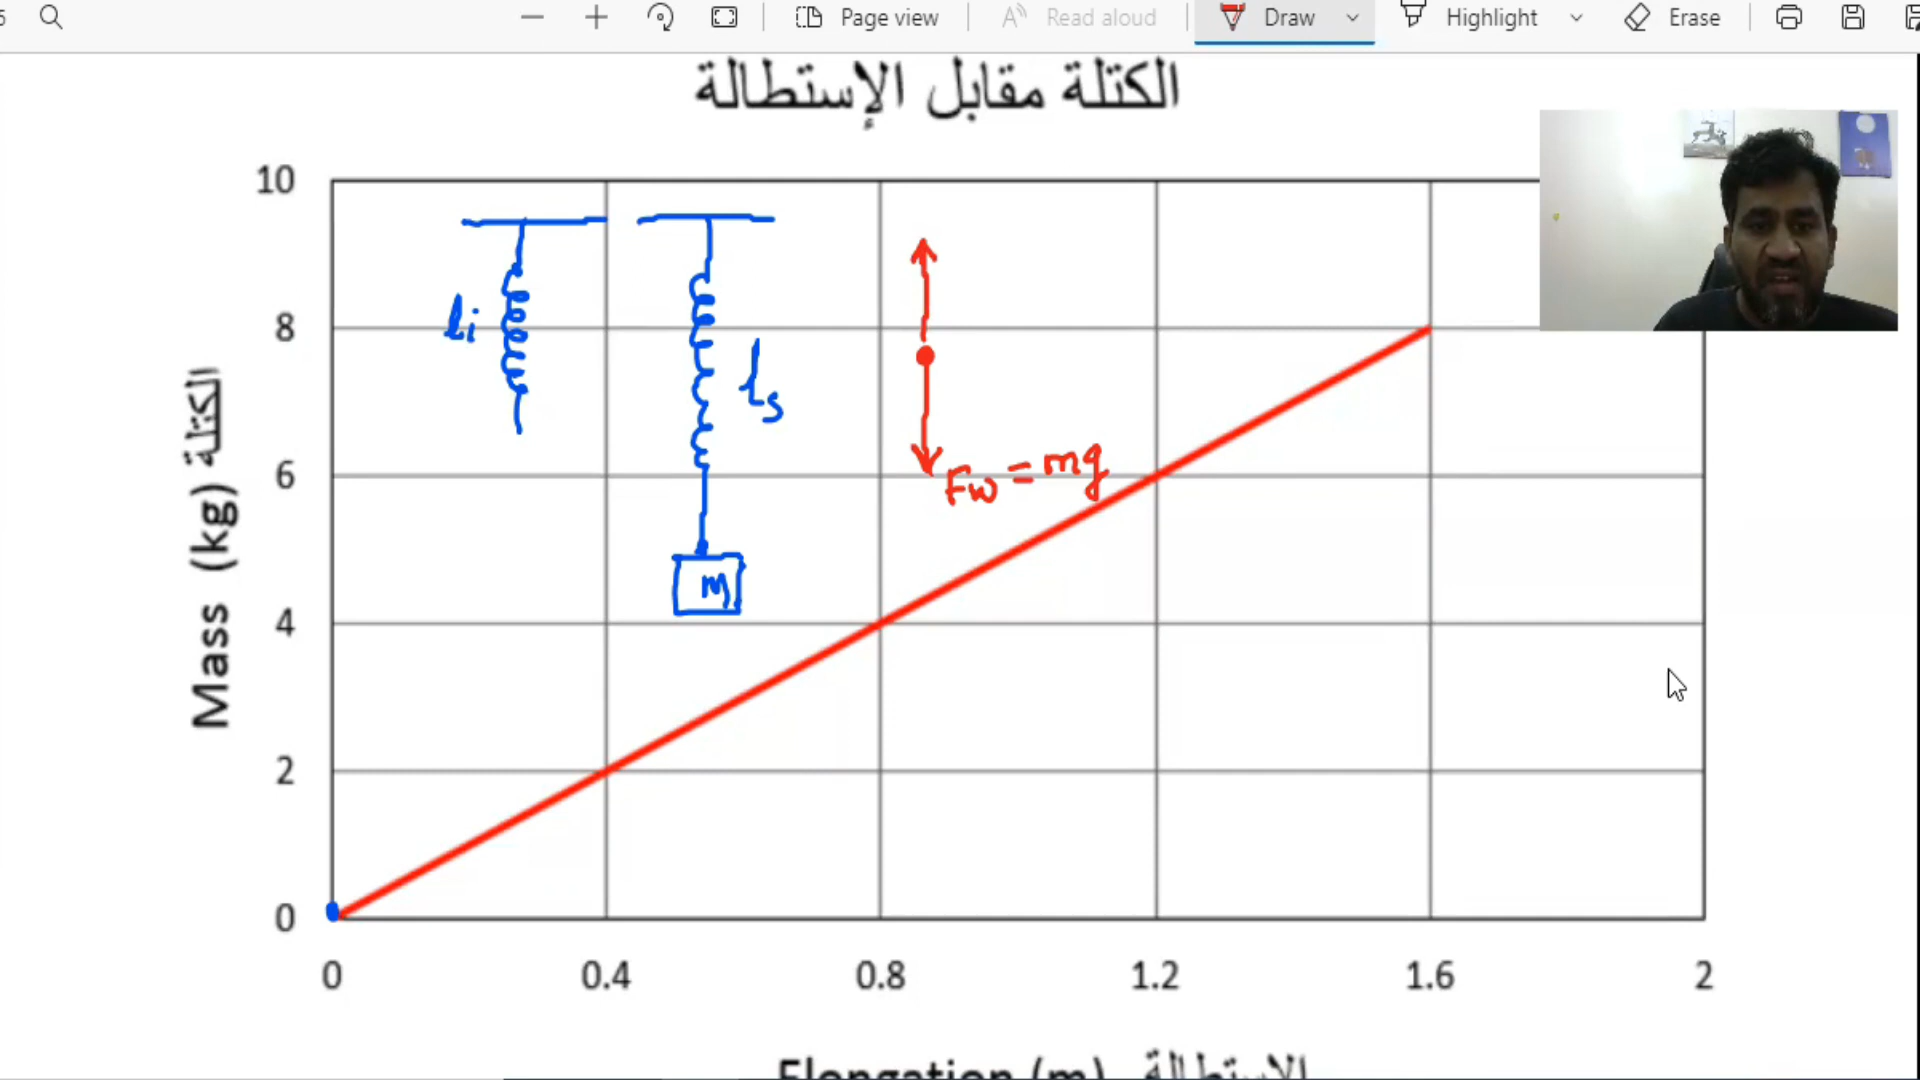 Page view
Read aloud
Draw
Highlight
Erase
الكتلة مقابل الإستطالة
Mass (kg) الكتلة
10
8
6
4
2
0
li
ls
m
Fw = mg
0 0.4 0.8 1.2 1.6 2
Elongation (m) الاستطالة